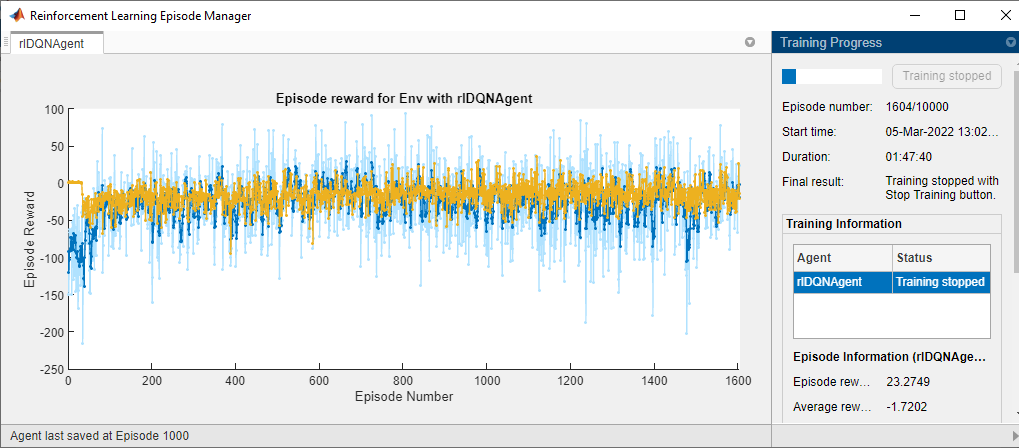 Reinforcement Learning Episode Manager
rlDQNAgent
Episode reward for Env with rlDQNAgent
100
50
0
-50
-100
-150
-200
-250
Episode Reward
0 200 400 600 800 1000 1200 1400 1600
Episode Number
Agent last saved at Episode 1000
Training Progress
Training stopped
Episode number: 1604/10000
Start time: 05-Mar-2022 13:02...
Duration: 01:47:40
Final result: Training stopped with
Stop Training button.
Training Information
Agent Status
rlDQNAgent Training stopped
Episode Information (rlDQNAge...
Episode rew... 23.2749
Average rew... -1.7202